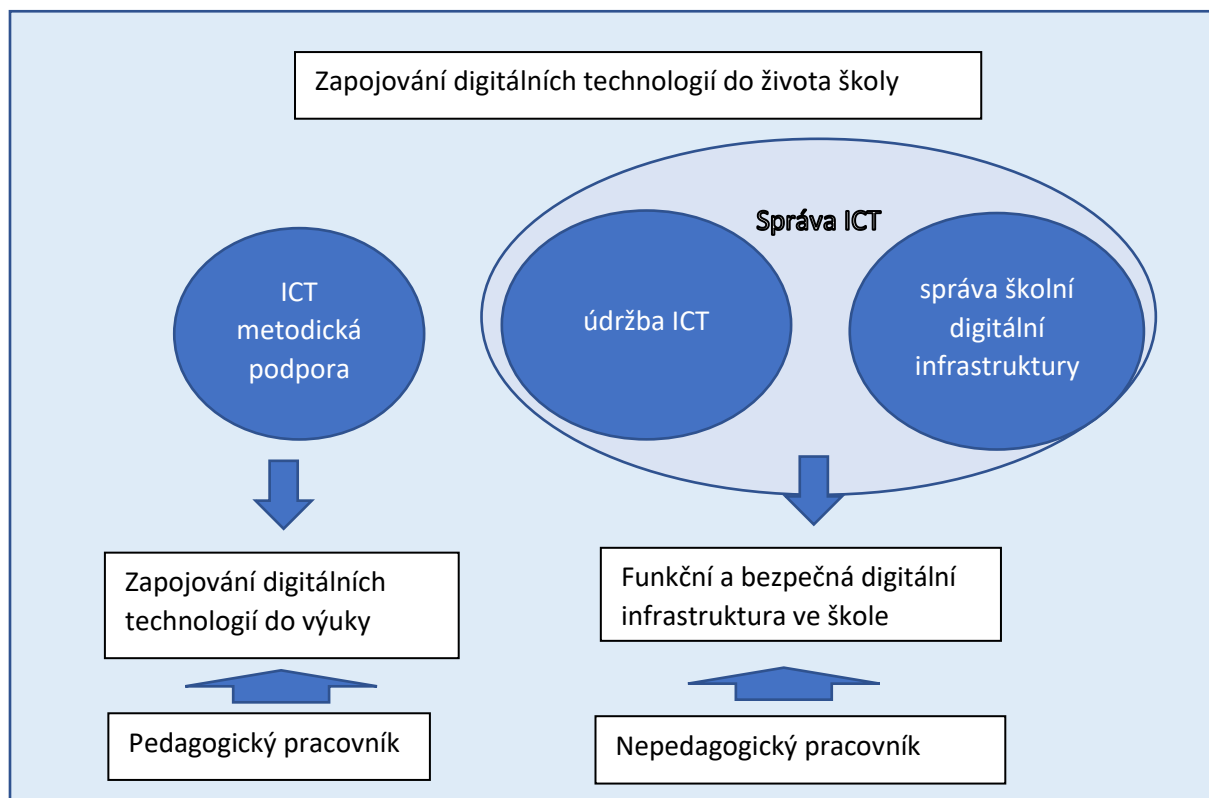 Zapojování digitálních technologií do života školy
Správa ICT
ICT
metodická
podpora
údržba ICT
správa školní
digitální
infrastruktury
Zapojování digitálních
technologií do výuky
Funkční a bezpečná digitální
infrastruktura ve škole
Pedagogický pracovník
Nepedagogický pracovník